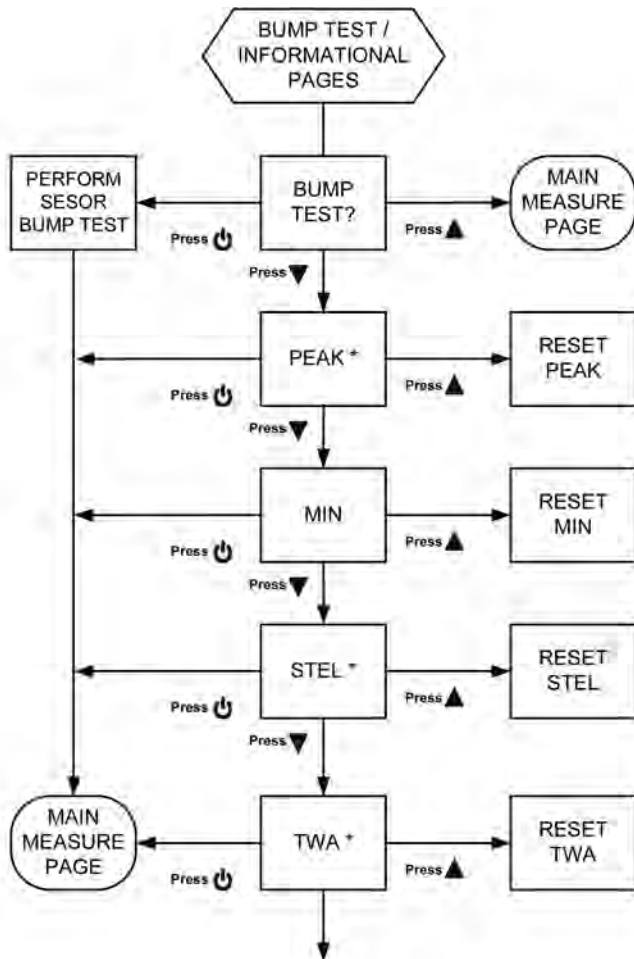 BUMP TEST /
INFORMATIONAL
PAGES
PERFORM
SESOR
BUMP TEST
BUMP
TEST?
MAIN
MEASURE
PAGE
Press
Press
Press
PEAK *
RESET
PEAK
Press
Press
Press
MIN
RESET
MIN
Press
Press
Press
STEL *
RESET
STEL
Press
Press
Press
MAIN
MEASURE
PAGE
TWA *
RESET
TWA
Press
Press